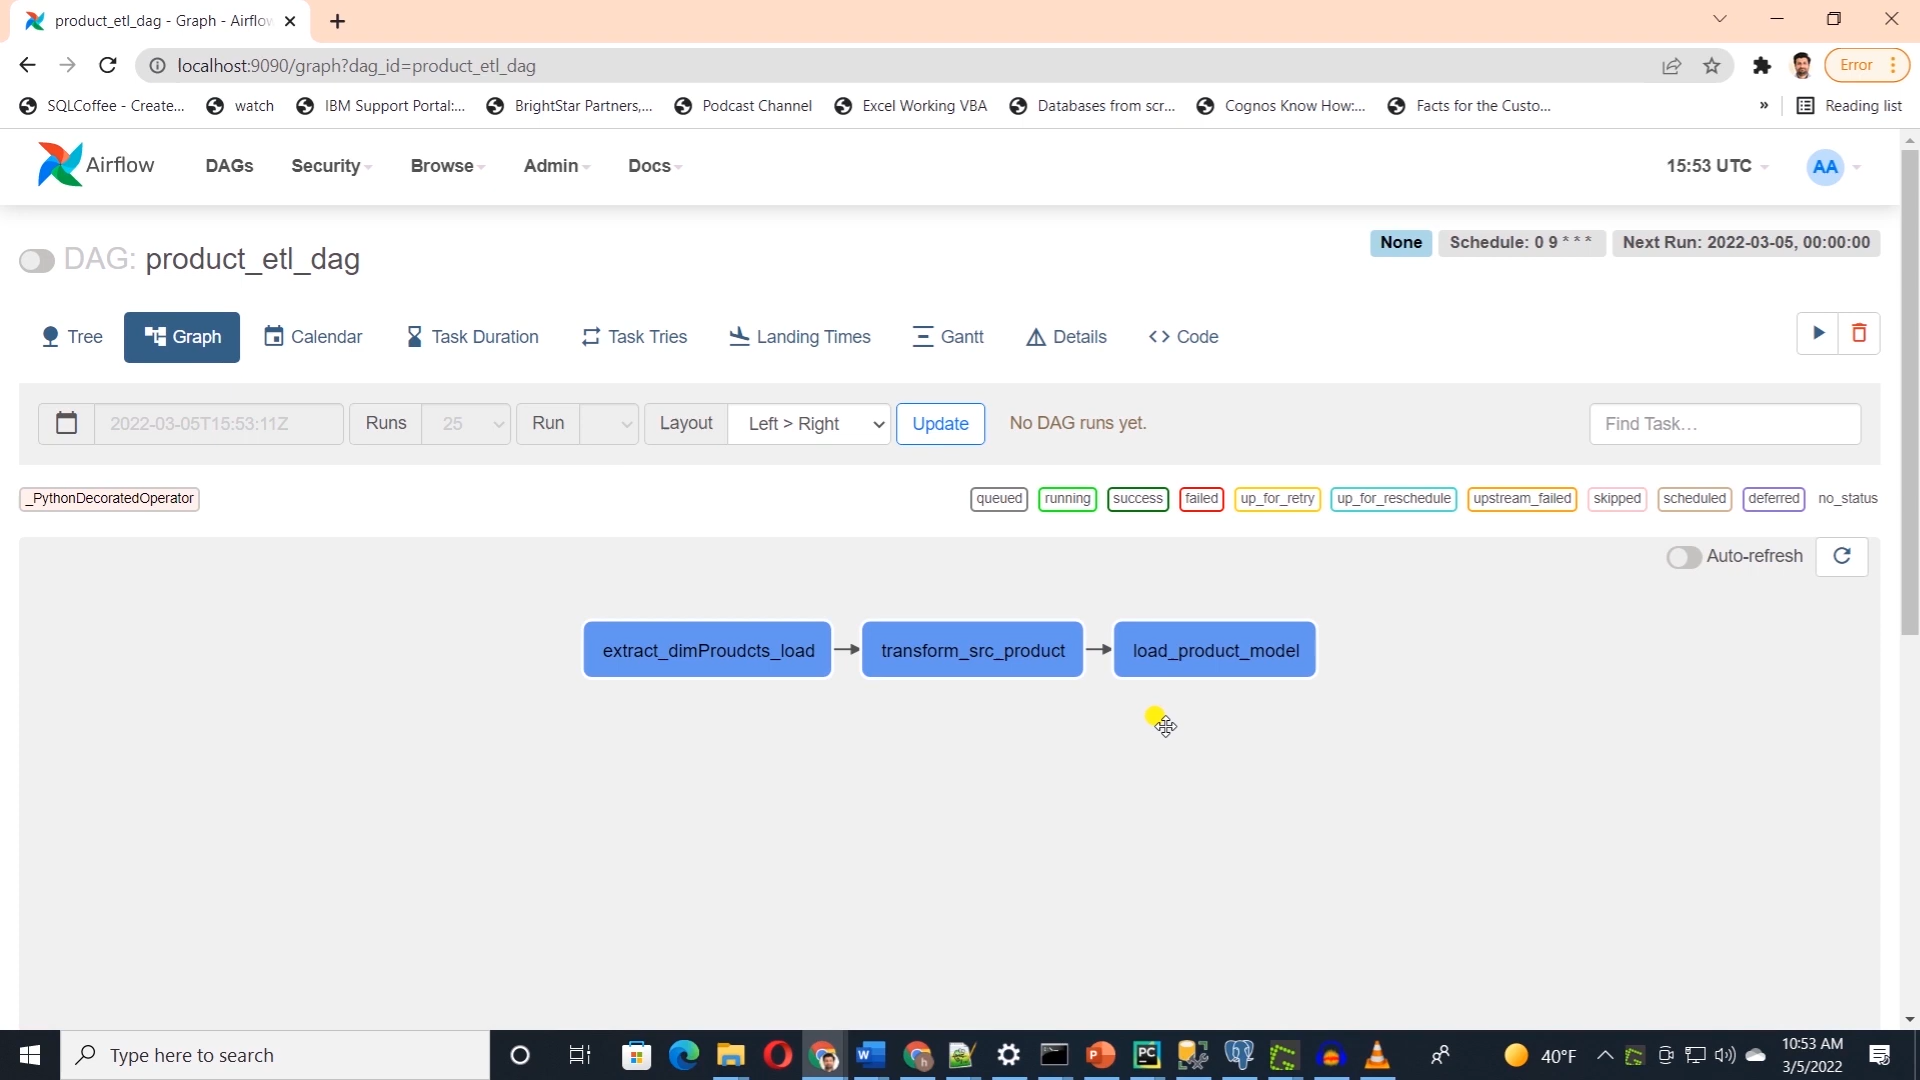 product_etl_dag - Graph - Airflow
localhost:9090/graph?dag_id=product_etl_dag
Error
SQLCoffee - Create...
watch
IBM Support Portal:...
BrightStar Partners,...
Podcast Channel
Excel Working VBA
Databases from scr...
Cognos Know How:...
Facts for the Custo...
»
Reading list
Airflow
DAGs
Security
Browse
Admin
Docs
15:53 UTC
AA
DAG: product_etl_dag
None
Schedule: 0 9 * * *
Next Run: 2022-03-05, 00:00:00
Tree
Graph
Calendar
Task Duration
Task Tries
Landing Times
Gantt
Details
Code
2022-03-05T15:53:11Z
Runs
25
Run
Layout
Left > Right
Update
No DAG runs yet.
Find Task...
_PythonDecoratedOperator
queued
running
success
failed
up_for_retry
up_for_reschedule
upstream_failed
skipped
scheduled
deferred
no_status
Auto-refresh
extract_dimProudcts_load
transform_src_product
load_product_model
Type here to search
40°F
10:53 AM
3/5/2022